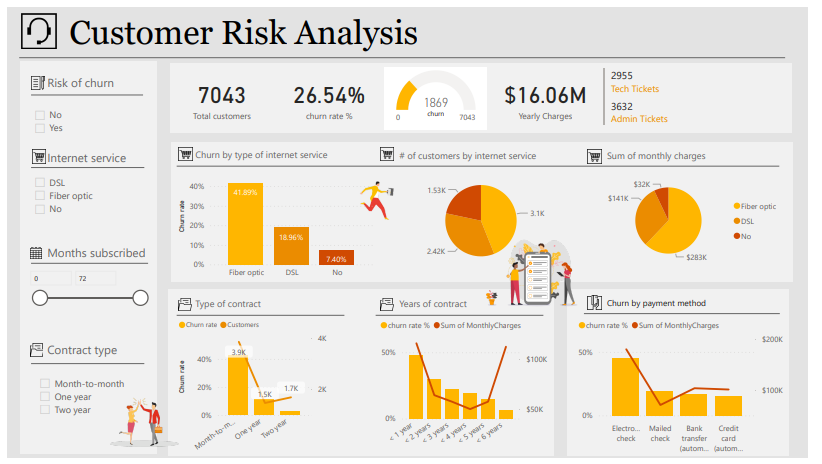 Customer Risk Analysis
Risk of churn
No
Yes
Internet service
DSL
Fiber optic
No
Months subscribed
0
72
Contract type
Month-to-month
One year
Two year
7043
Total customers
26.54%
churn rate %
1869
churn
0
7043
$16.06M
Yearly Charges
2955
Tech Tickets
3632
Admin Tickets
Churn by type of internet service
Churn rate
40%
30%
20%
10%
0%
41.89%
18.96%
7.40%
Fiber optic
DSL
No
# of customers by internet service
1.53K
3.1K
2.42K
Sum of monthly charges
$32K
$141K
$283K
Fiber optic
DSL
No
Type of contract
Churn rate
Customers
Churn rate
40%
20%
0%
4K
2K
3.9K
1.5K
1.7K
Month-to-m...
One year
Two year
Years of contract
churn rate %
Sum of MonthlyCharges
50%
0%
$100K
$50K
< 1 year
< 2 years
< 3 years
< 4 years
< 5 years
< 6 years
Churn by payment method
churn rate %
Sum of MonthlyCharges
50%
0%
$200K
$100K
Electro...
check
Mailed
check
Bank
transfer
(autom...
Credit
card
(autom...